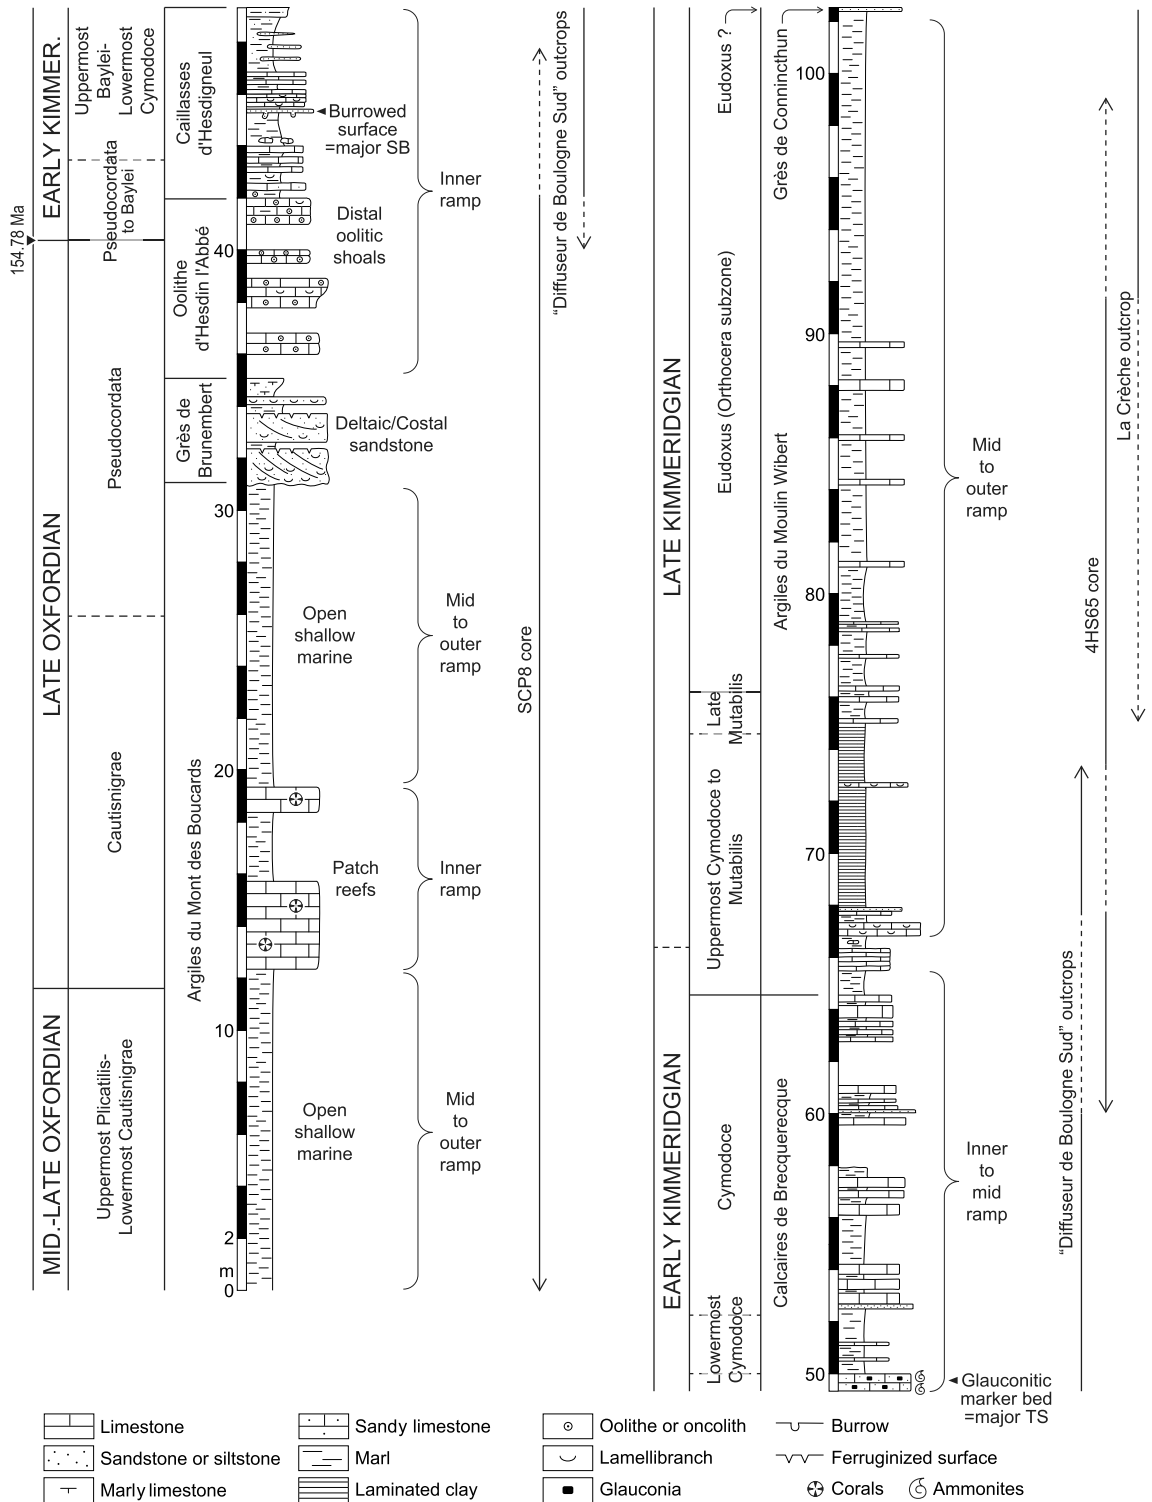 EARLY KIMMER.
LATE OXFORDIAN
MID.-LATE OXFORDIAN
154.78 Ma
Uppermost
Baylei-
Lowermost
Cymodoce
Pseudocordata
to Baylei
Pseudocordata
Cautisnigrae
Uppermost Plicatilis-
Lowermost Cautisnigrae
Caillasses
d'Hesdigneul
Oolithe
d'Hesdin l'Abbé
Grès de
Brunembert
Argiles du Mont des Boucards
40
30
20
10
2
m
0
Burrowed
surface
=major SB
Distal
oolitic
shoals
Inner
ramp
Deltaic/Costal
sandstone
Open
shallow
marine
Mid
to
outer
ramp
Patch
reefs
Inner
ramp
Open
shallow
marine
Mid
to
outer
ramp
SCP8 core
“Diffuseur de Boulogne Sud” outcrops
LATE KIMMERIDGIAN
EARLY KIMMERIDGIAN
Eudoxus ?
Eudoxus (Orthocera subzone)
Late
Mutabilis
Uppermost Cymodoce to
Mutabilis
Cymodoce
Lowermost
Cymodoce
Grès de Connincthun
Argiles du Moulin Wibert
Calcaires de Brecquerecque
100
90
80
70
60
50
Mid
to
outer
ramp
Inner
to
mid
ramp
Glauconitic
marker bed
=major TS
“Diffuseur de Boulogne Sud” outcrops
4HS65 core
La Crèche outcrop
Limestone
Sandy limestone
Oolithe or oncolith
Burrow
Sandstone or siltstone
Marl
Lamellibranch
Ferruginized surface
Marly limestone
Laminated clay
Glauconia
Corals
Ammonites